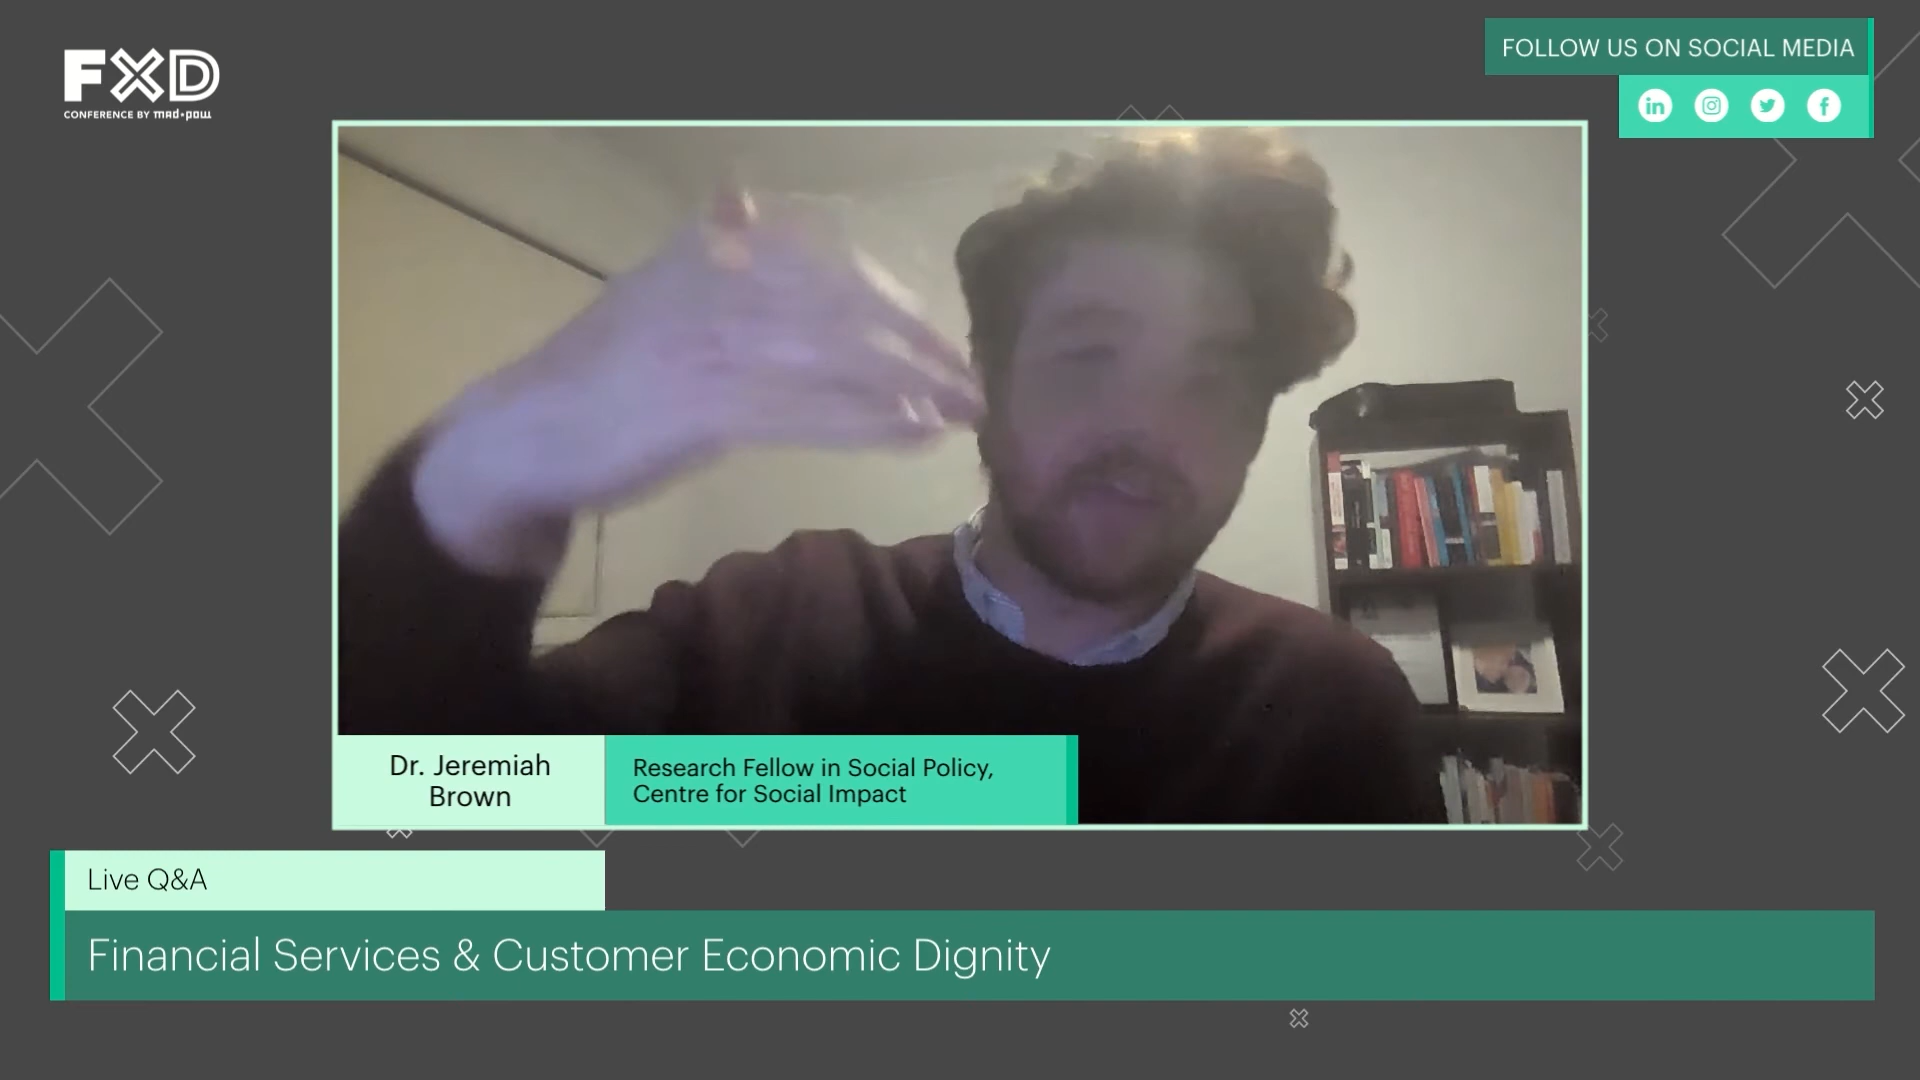 FXD
CONFERENCE BY mad*pow
FOLLOW US ON SOCIAL MEDIA
Dr. Jeremiah
Brown
Research Fellow in Social Policy,
Centre for Social Impact
Live Q&A
Financial Services & Customer Economic Dignity